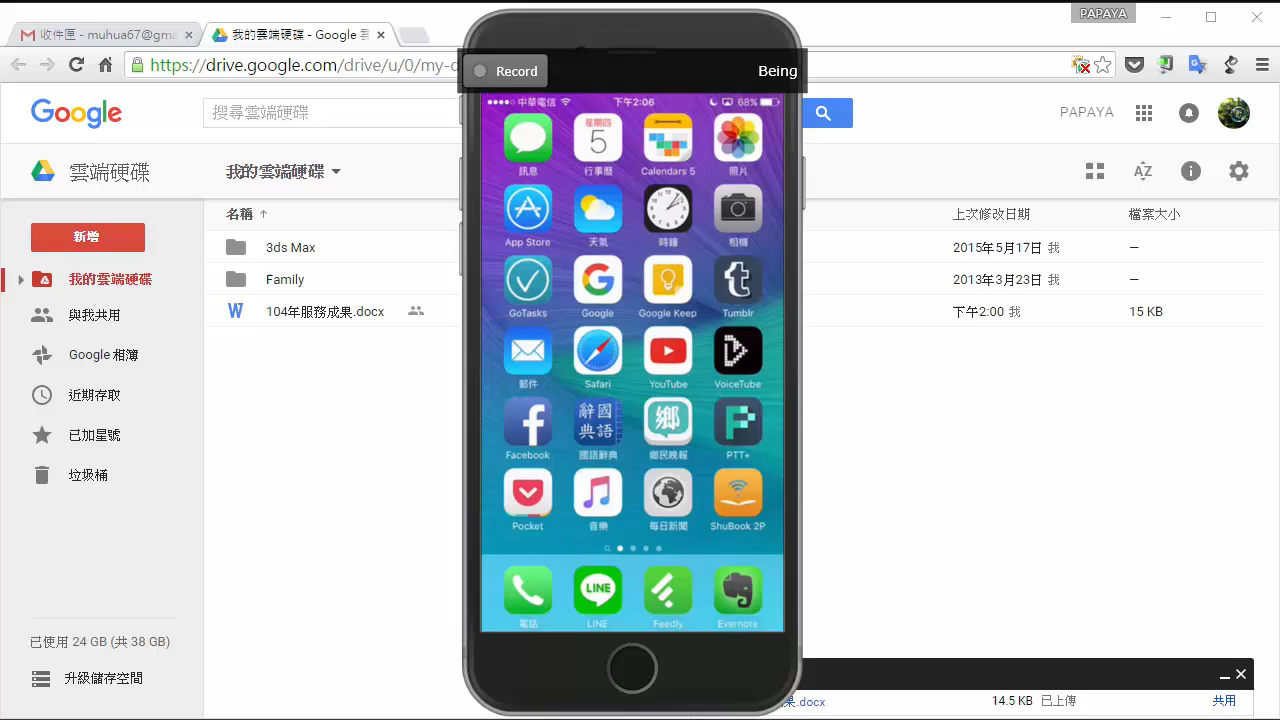 PAPAYA
收件匣
hua67@gma
我的雲端硬碟 - Google 雲
https://drive.google.com/drive/u/0/my-d
Record
Being
Google
搜尋雲端硬碟
PAPAYA
雲端硬碟
我的雲端硬碟
AZ
新增
名稱
上次修改日期
檔案大小
我的雲端硬碟
3ds Max
2015年5月17日 我
–
與我共用
Family
2013年3月23日 我
–
Google 相簿
104年服務成果.docx
下午2:00 我
15 KB
近期存取
已加星號
垃圾桶
已使用 24 GB (共 38 GB)
升級儲存空間
中華電信
下午2:06
68%
星期四
5
訊息
行事曆
Calendars 5
照片
App Store
天氣
時鐘
相機
GoTasks
Google
Google Keep
Tumblr
郵件
Safari
YouTube
VoiceTube
辭國
典語
鄉
Facebook
國語辭典
鄉民晚報
PTT+
Pocket
音樂
每日新聞
ShuBook 2P
LINE
電話
LINE
Feedly
Evernote
果.docx
14.5 KB
已上傳
共用